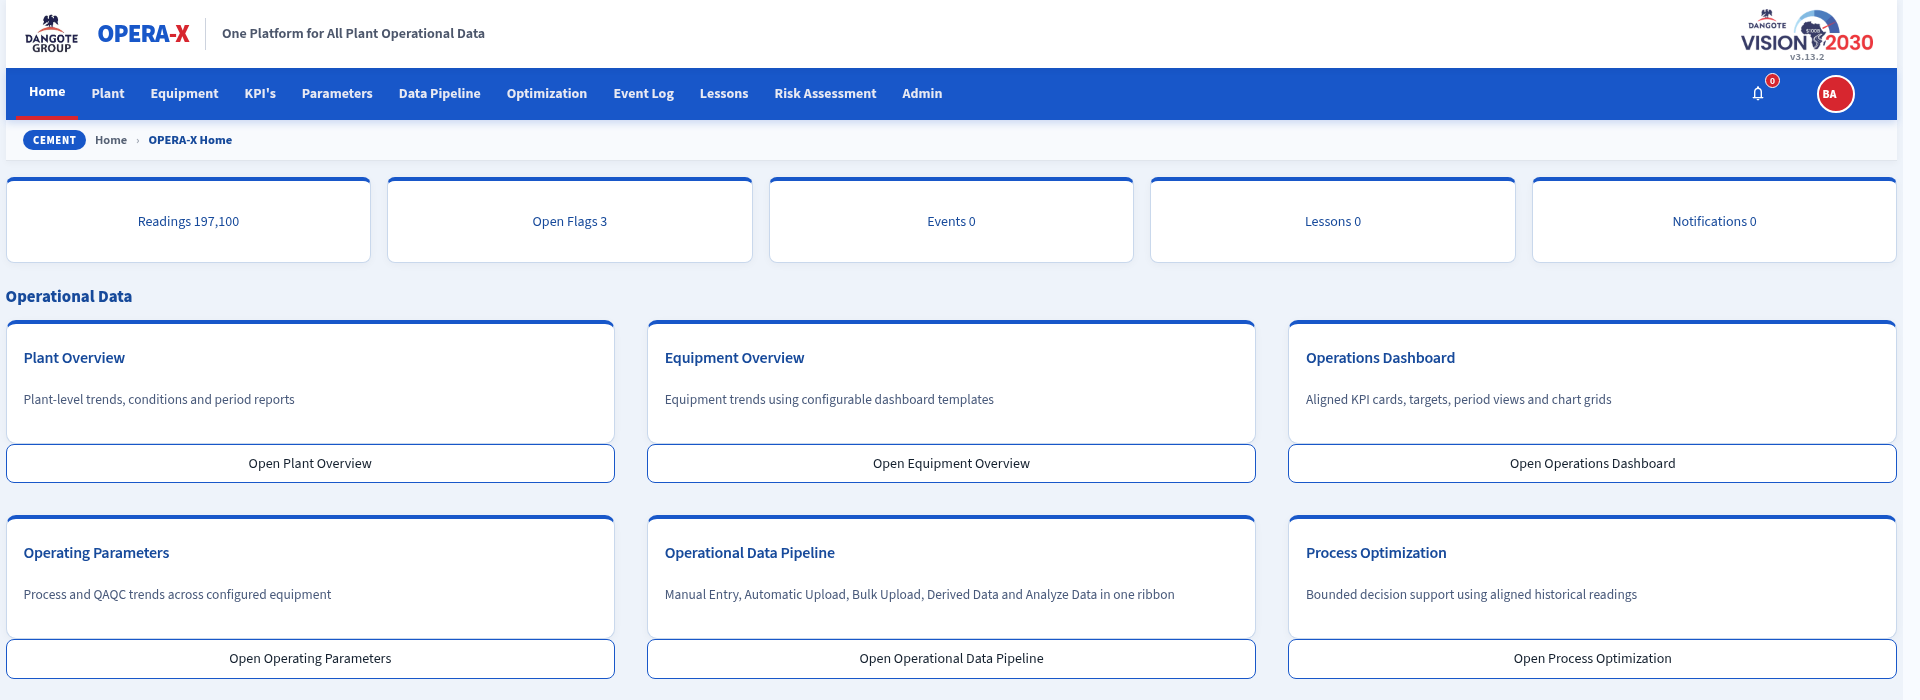 DANGOTE
GROUP
OPERA-X
One Platform for All Plant Operational Data
DANGOTE
$100B
VISION 2030
v3.13.2
Home Plant Equipment KPI's Parameters Data Pipeline Optimization Event Log Lessons Risk Assessment Admin
0
BA
CEMENT Home › OPERA-X Home
Readings 197,100
Open Flags 3
Events 0
Lessons 0
Notifications 0
Operational Data
Plant Overview
Plant-level trends, conditions and period reports
Open Plant Overview
Equipment Overview
Equipment trends using configurable dashboard templates
Open Equipment Overview
Operations Dashboard
Aligned KPI cards, targets, period views and chart grids
Open Operations Dashboard
Operating Parameters
Process and QAQC trends across configured equipment
Open Operating Parameters
Operational Data Pipeline
Manual Entry, Automatic Upload, Bulk Upload, Derived Data and Analyze Data in one ribbon
Open Operational Data Pipeline
Process Optimization
Bounded decision support using aligned historical readings
Open Process Optimization